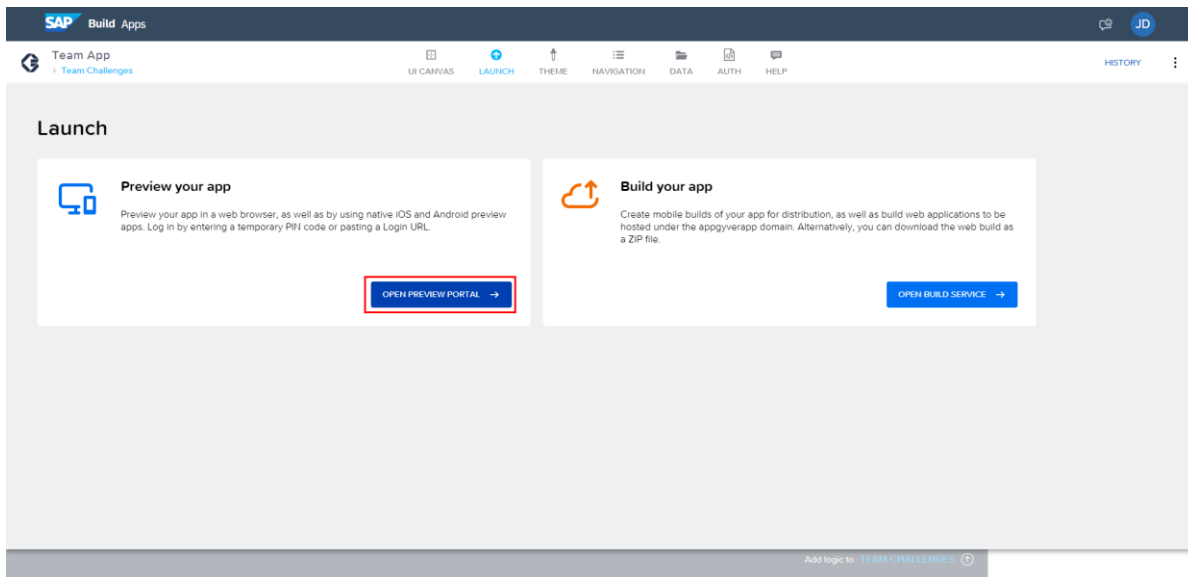 SAP Build Apps
JD
Team App
> Team Challenges
UI CANVAS
LAUNCH
THEME
NAVIGATION
DATA
AUTH
HELP
HISTORY
Launch
Preview your app
Preview your app in a web browser, as well as by using native iOS and Android preview
apps. Log in by entering a temporary PIN code or pasting a Login URL.
OPEN PREVIEW PORTAL →
Build your app
Create mobile builds of your app for distribution, as well as build web applications to be
hosted under the appgyverapp domain. Alternatively, you can download the web build as
a ZIP file.
OPEN BUILD SERVICE →
Add logic to TEAM CHALLENGES